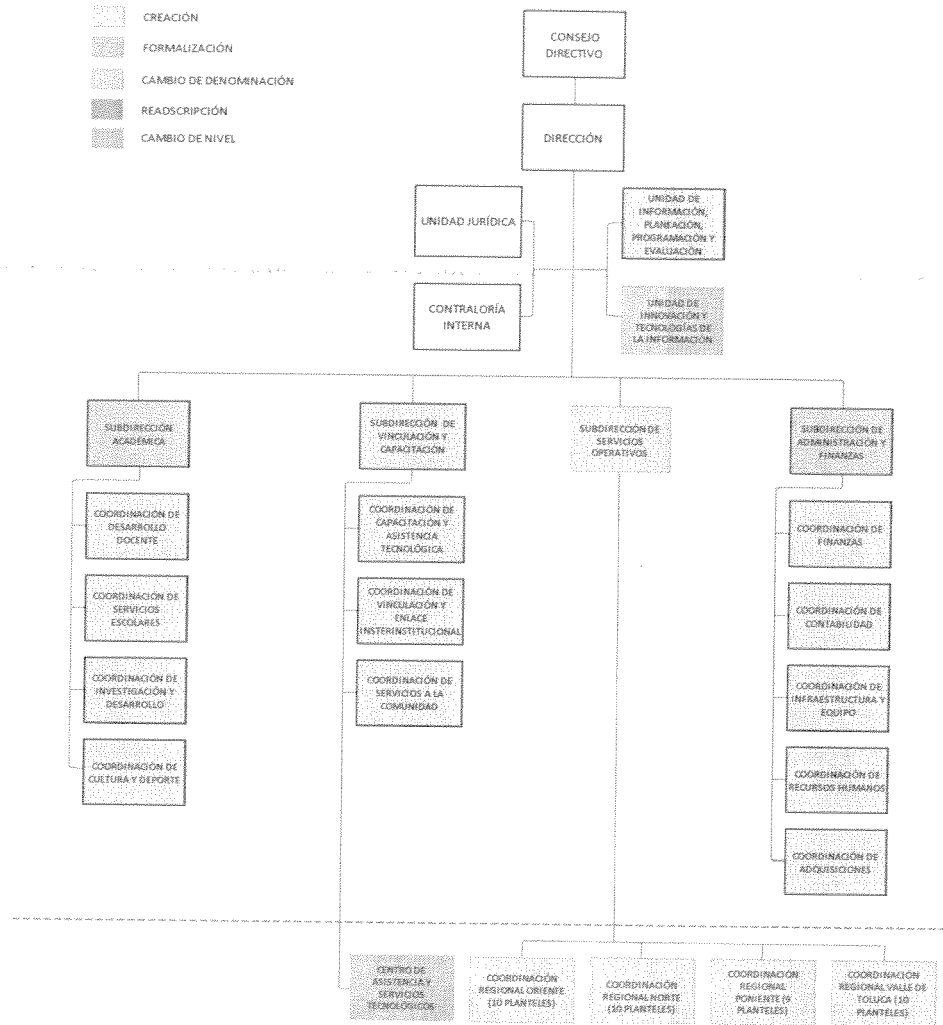 CREACIÓN
FORMALIZACIÓN
CAMBIO DE DENOMINACIÓN
READSCRIPCIÓN
CAMBIO DE NIVEL
CONSEJO
DIRECTIVO
DIRECCIÓN
UNIDAD JURÍDICA
UNIDAD DE
INFORMACIÓN,
PLANEACIÓN,
PROGRAMACIÓN Y
EVALUACIÓN
CONTRALORÍA
INTERNA
UNIDAD DE
INNOVACIÓN Y
TECNOLOGÍAS DE
LA INFORMACIÓN
SUBDIRECCIÓN
ACADÉMICA
SUBDIRECCIÓN DE
VINCULACIÓN Y
CAPACITACIÓN
SUBDIRECCIÓN DE
SERVICIOS
OPERATIVOS
SUBDIRECCIÓN DE
ADMINISTRACIÓN Y
FINANZAS
COORDINACIÓN DE
DESARROLLO
DOCENTE
COORDINACIÓN DE
SERVICIOS
ESCOLARES
COORDINACIÓN DE
INVESTIGACIÓN Y
DESARROLLO
COORDINACIÓN DE
CULTURA Y DEPORTE
COORDINACIÓN DE
CAPACITACIÓN Y
ASISTENCIA
TECNOLÓGICA
COORDINACIÓN DE
VINCULACIÓN Y
ENLACE
INSTERINSTITUCIONAL
COORDINACIÓN DE
SERVICIOS A LA
COMUNIDAD
COORDINACIÓN DE
FINANZAS
COORDINACIÓN DE
CONTABILIDAD
COORDINACIÓN DE
INFRAESTRUCTURA Y
EQUIPO
COORDINACIÓN DE
RECURSOS HUMANOS
COORDINACIÓN DE
ADQUISICIONES
CENTRO DE
ASISTENCIA Y
SERVICIOS
TECNOLÓGICOS
COORDINACIÓN
REGIONAL ORIENTE
(10 PLANTELES)
COORDINACIÓN
REGIONAL NORTE
(10 PLANTELES)
COORDINACIÓN
REGIONAL
PONIENTE (9
PLANTELES)
COORDINACIÓN
REGIONAL VALLE DE
TOLUCA (10
PLANTELES)